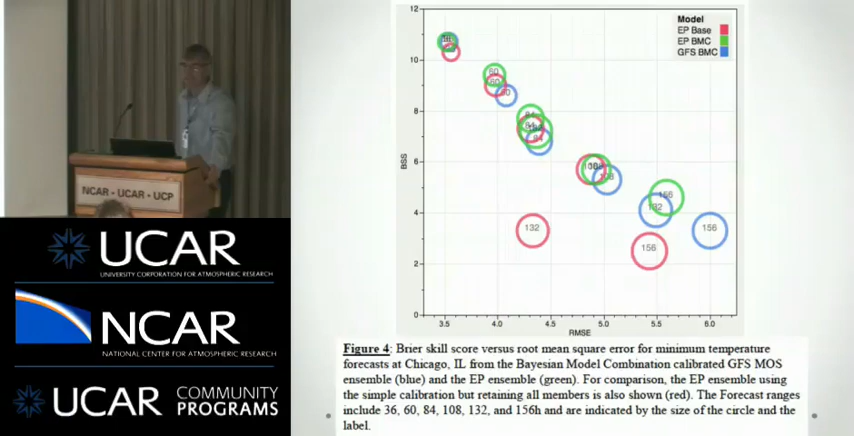 NCAR - UCAR - UCP
UCAR
UNIVERSITY CORPORATION FOR ATMOSPHERIC RESEARCH
NCAR
NATIONAL CENTER FOR ATMOSPHERIC RESEARCH
UCAR COMMUNITY
PROGRAMS
Model
EP Base
EP BMC
GFS BMC
BSS
12
10
8
6
4
2
0
60
60
60
84
84
84
108
108
132
132
156
156
156
3.5 4.0 4.5 5.0 5.5 6.0
RMSE
Figure 4: Brier skill score versus root mean square error for minimum temperature
forecasts at Chicago, IL from the Bayesian Model Combination calibrated GFS MOS
ensemble (blue) and the EP ensemble (green). For comparison, the EP ensemble using
the simple calibration but retaining all members is also shown (red). The Forecast ranges
include 36, 60, 84, 108, 132, and 156h and are indicated by the size of the circle and the
label.